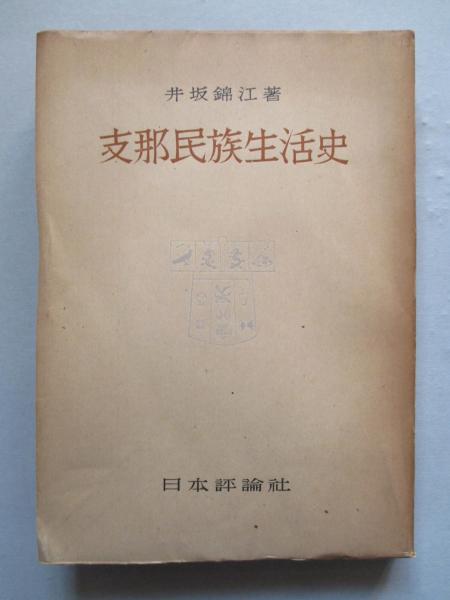 井坂錦江著
支那民族生活史
日本評論社